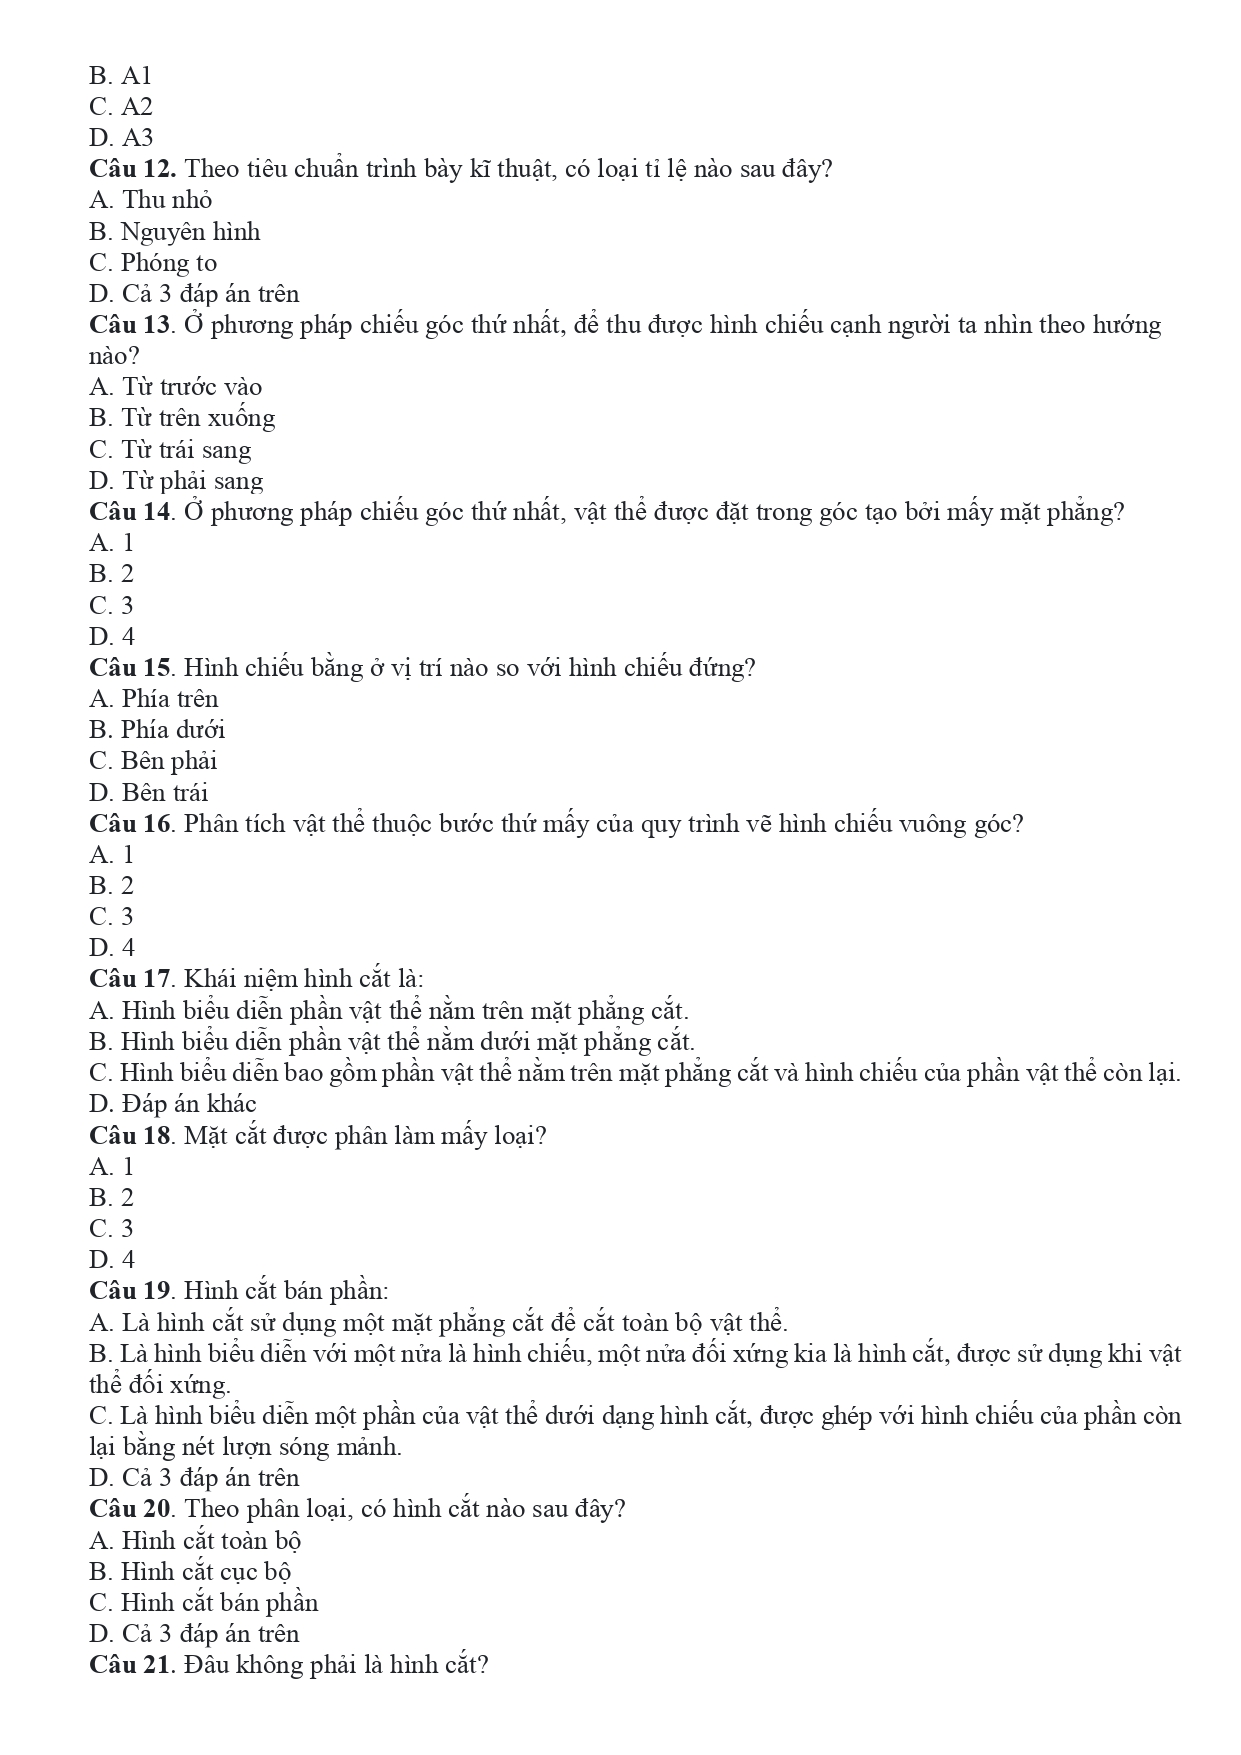 B. A1
C. A2
D. A3
Câu 12. Theo tiêu chuẩn trình bày kĩ thuật, có loại tỉ lệ nào sau đây?
A. Thu nhỏ
B. Nguyên hình
C. Phóng to
D. Cả 3 đáp án trên
Câu 13. Ở phương pháp chiếu góc thứ nhất, để thu được hình chiếu cạnh người ta nhìn theo hướng
nào?
A. Từ trước vào
B. Từ trên xuống
C. Từ trái sang
D. Từ phải sang
Câu 14. Ở phương pháp chiếu góc thứ nhất, vật thể được đặt trong góc tạo bởi mấy mặt phẳng?
A. 1
B. 2
C. 3
D. 4
Câu 15. Hình chiếu bằng ở vị trí nào so với hình chiếu đứng?
A. Phía trên
B. Phía dưới
C. Bên phải
D. Bên trái
Câu 16. Phân tích vật thể thuộc bước thứ mấy của quy trình vẽ hình chiếu vuông góc?
A. 1
B. 2
C. 3
D. 4
Câu 17. Khái niệm hình cắt là:
A. Hình biểu diễn phần vật thể nằm trên mặt phẳng cắt.
B. Hình biểu diễn phần vật thể nằm dưới mặt phẳng cắt.
C. Hình biểu diễn bao gồm phần vật thể nằm trên mặt phẳng cắt và hình chiếu của phần vật thể còn lại.
D. Đáp án khác
Câu 18. Mặt cắt được phân làm mấy loại?
A. 1
B. 2
C. 3
D. 4
Câu 19. Hình cắt bán phần:
A. Là hình cắt sử dụng một mặt phẳng cắt để cắt toàn bộ vật thể.
B. Là hình biểu diễn với một nửa là hình chiếu, một nửa đối xứng kia là hình cắt, được sử dụng khi vật
thể đối xứng.
C. Là hình biểu diễn một phần của vật thể dưới dạng hình cắt, được ghép với hình chiếu của phần còn
lại bằng nét lượn sóng mảnh.
D. Cả 3 đáp án trên
Câu 20. Theo phân loại, có hình cắt nào sau đây?
A. Hình cắt toàn bộ
B. Hình cắt cục bộ
C. Hình cắt bán phần
D. Cả 3 đáp án trên
Câu 21. Đâu không phải là hình cắt?